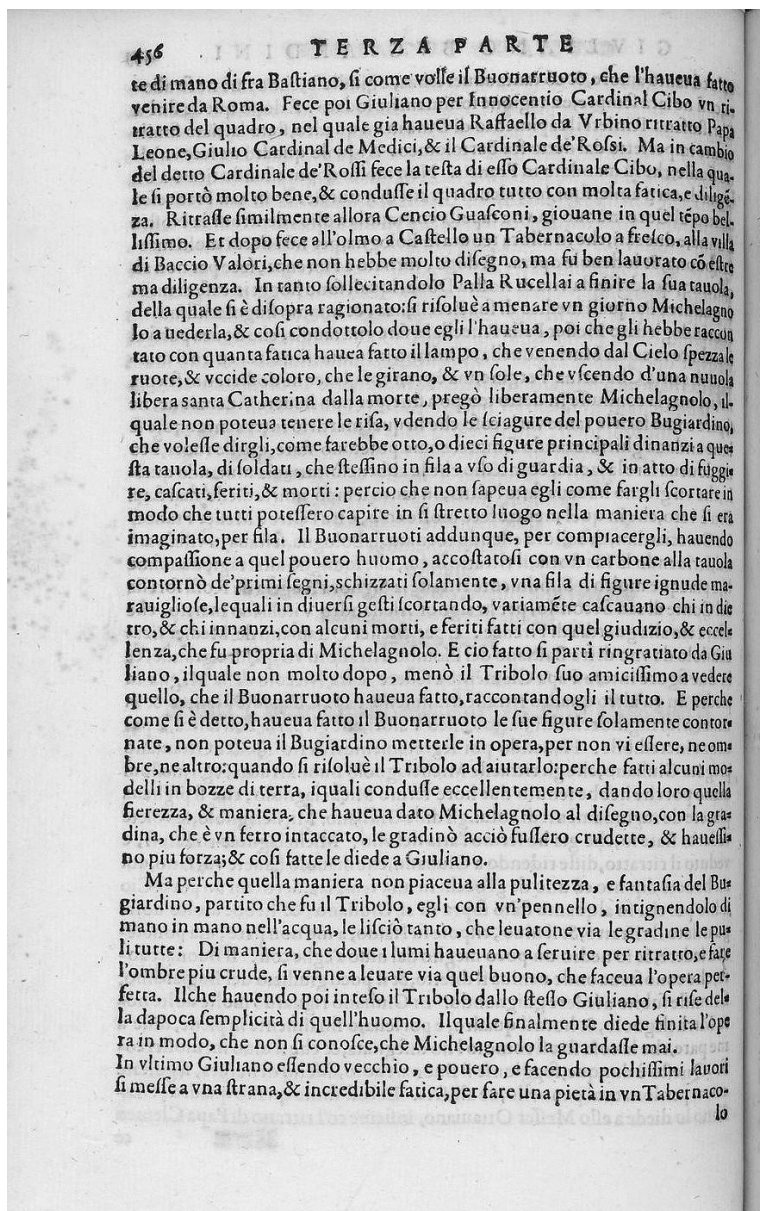 456 TERZA PARTE
te di mano di fra Baſtiano, ſi come volle il Buonarruoto, che l'haueua fatto
venire da Roma. Fece poi Giuliano per Innocentio Cardinal Cibo vn ri-
tratto del quadro, nel quale gia haueua Raffaello da Vrbino ritratto Papa
Leone, Giulio Cardinal de Medici, & il Cardinale de'Roſsi. Ma in cambio
del detto Cardinale de'Roſſi fece la teſta di eſſo Cardinale Cibo, nella qua-
le ſi portò molto bene, & conduſſe il quadro tutto con molta fatica, e diligẽ-
za. Ritraſſe ſimilmente allora Cencio Guaſconi, giouane in quel tẽpo bel-
liſſimo. Et dopo fece all'olmo a Caſtello un Tabernacolo a freſco, alla villa
di Baccio Valori, che non hebbe molto diſegno, ma fu ben lauorato cõ eſtre
ma diligenza. In tanto ſollecitandolo Palla Rucellai a finire la ſua tauola,
della quale ſi è diſopra ragionato: ſi riſoluè a menare vn giorno Michelagno
lo a uederla, & coſi condottolo doue egli l'haueua, poi che gli hebbe raccon
tato con quanta fatica hauea fatto il lampo, che venendo dal Cielo ſpezza le
ruote, & vccide coloro, che le girano, & vn ſole, che vſcendo d'una nuuola
libera santa Catherina dalla morte, pregò liberamente Michelagnolo, il-
quale non poteua tenere le riſa, vdendo le ſciagure del pouero Bugiardino,
che voleſſe dirgli, come farebbe otto, o dieci figure principali dinanzi a que-
ſta tauola, di ſoldati, che ſteſſino in fila a vſo di guardia, & in atto di fuggi-
re, caſcati, feriti, & morti: percio che non ſapeua egli come fargli ſcortare in
modo che tutti poteſſero capire in ſi ſtretto luogo nella maniera che ſi era
imaginato, per fila. Il Buonarruoti addunque, per compiacergli, hauendo
compaſſione a quel pouero huomo, accoſtatoſi con vn carbone alla tauola
contornò de'primi ſegni, schizzati ſolamente, vna fila di figure ignude ma-
rauiglioſe, lequali in diuerſi geſti ſcortando, variamẽte caſcauano chi in die
tro, & chi innanzi, con alcuni morti, e feriti fatti con quel giudizio, & eccel-
lenza, che fu propria di Michelagnolo. E cio fatto ſi parti ringratiato da Giu
liano, ilquale non molto dopo, menò il Tribolo ſuo amiciſſimo a vedere
quello, che il Buonarruoto haueua fatto, raccontandogli il tutto. E perche
come ſi è detto, haueua fatto il Buonarruoto le ſue figure ſolamente contor-
nate, non poteua il Bugiardino metterle in opera, per non vi eſſere, ne om-
bre, ne altro: quando ſi riſoluè il Tribolo ad aiutarlo: perche fatti alcuni mo-
delli in bozze di terra, iquali conduſſe eccellentemente, dando loro quella
fierezza, & maniera, che haueua dato Michelagnolo al diſegno, con la gra-
dina, che è vn ferro intaccato, le gradinò acciò fuſſero crudette, & haueſſi-
no piu forza; & coſi fatte le diede a Giuliano.
Ma perche quella maniera non piaceua alla pulitezza, e fantaſia del Bu-
giardino, partito che fu il Tribolo, egli con vn'pennello, intignendolo di
mano in mano nell'acqua, le liſciò tanto, che leuatone via le gradine le pu-
li tutte: Di maniera, che doue i lumi haueuano a ſeruire per ritratto, e fare
l'ombre piu crude, ſi venne a leuare via quel buono, che faceua l'opera per-
fetta. Ilche hauendo poi inteſo il Tribolo dallo ſteſſo Giuliano, ſi riſe del-
la dapoca ſemplicità di quell'huomo. Ilquale finalmente diede finita l'ope
ra in modo, che non ſi conoſce, che Michelagnolo la guardaſſe mai.
In vltimo Giuliano eſſendo vecchio, e pouero, e facendo pochiſſimi lauori
ſi meſſe a vna ſtrana, & incredibile fatica, per fare una pietà in vn Tabernaco-
lo